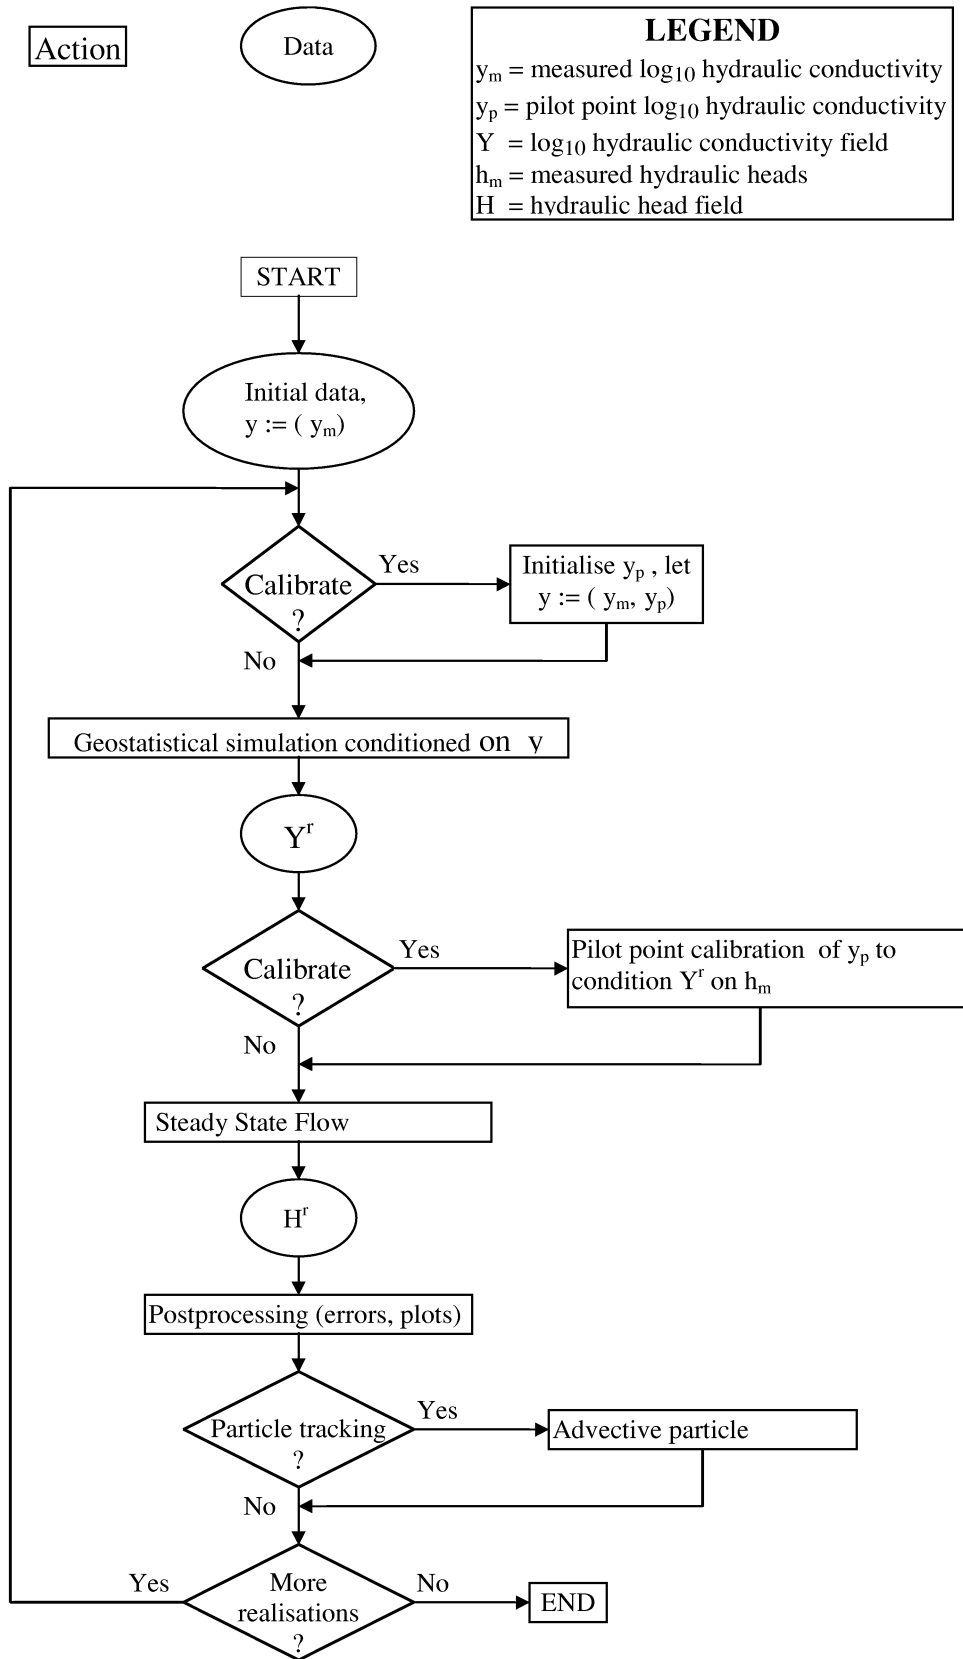 Action
Data
LEGEND
yₘ = measured log₁₀ hydraulic conductivity
yₚ = pilot point log₁₀ hydraulic conductivity
Y = log₁₀ hydraulic conductivity field
hₘ = measured hydraulic heads
H = hydraulic head field
START
Initial data,
y := ( yₘ)
Calibrate
?
Yes
Initialise yₚ , let
y := ( yₘ, yₚ)
No
Geostatistical simulation conditioned on y
Yʳ
Calibrate
?
Yes
Pilot point calibration of yₚ to
condition Yʳ on hₘ
No
Steady State Flow
Hʳ
Postprocessing (errors, plots)
Particle tracking
?
Yes
Advective particle
No
More
realisations
?
Yes
No
END